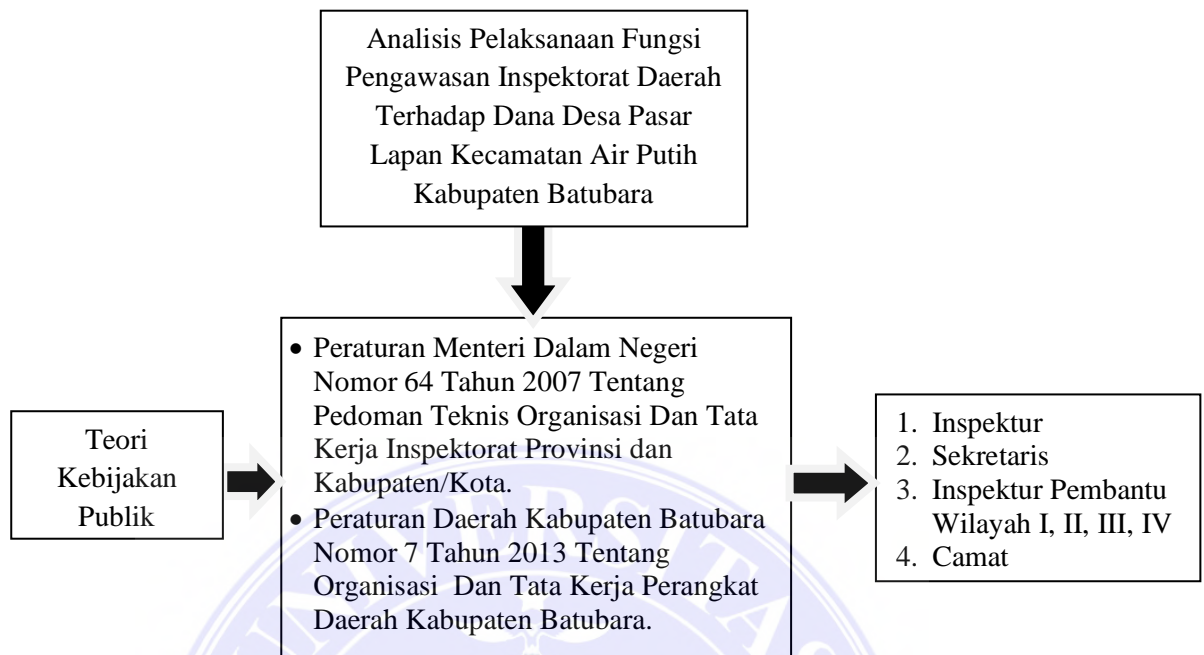 Analisis Pelaksanaan Fungsi
Pengawasan Inspektorat Daerah
Terhadap Dana Desa Pasar
Lapan Kecamatan Air Putih
Kabupaten Batubara
Teori
Kebijakan
Publik
• Peraturan Menteri Dalam Negeri
Nomor 64 Tahun 2007 Tentang
Pedoman Teknis Organisasi Dan Tata
Kerja Inspektorat Provinsi dan
Kabupaten/Kota.
• Peraturan Daerah Kabupaten Batubara
Nomor 7 Tahun 2013 Tentang
Organisasi Dan Tata Kerja Perangkat
Daerah Kabupaten Batubara.
1. Inspektur
2. Sekretaris
3. Inspektur Pembantu
Wilayah I, II, III, IV
4. Camat